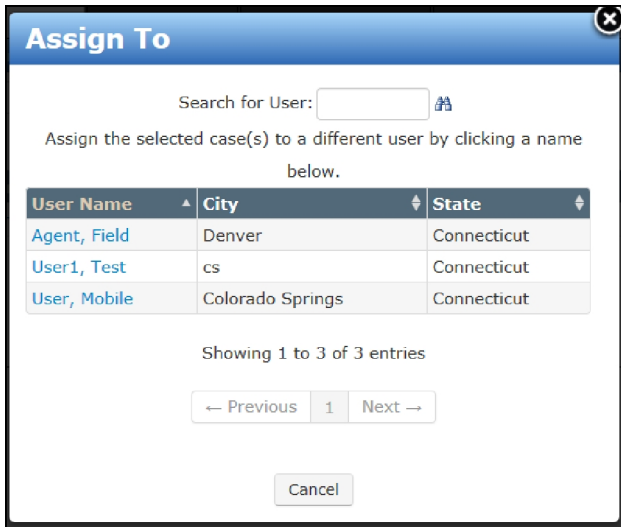 Assign To
Search for User:
Assign the selected case(s) to a different user by clicking a name
below.
User Name City State
Agent, Field Denver Connecticut
User1, Test cs Connecticut
User, Mobile Colorado Springs Connecticut
Showing 1 to 3 of 3 entries
← Previous 1 Next →
Cancel